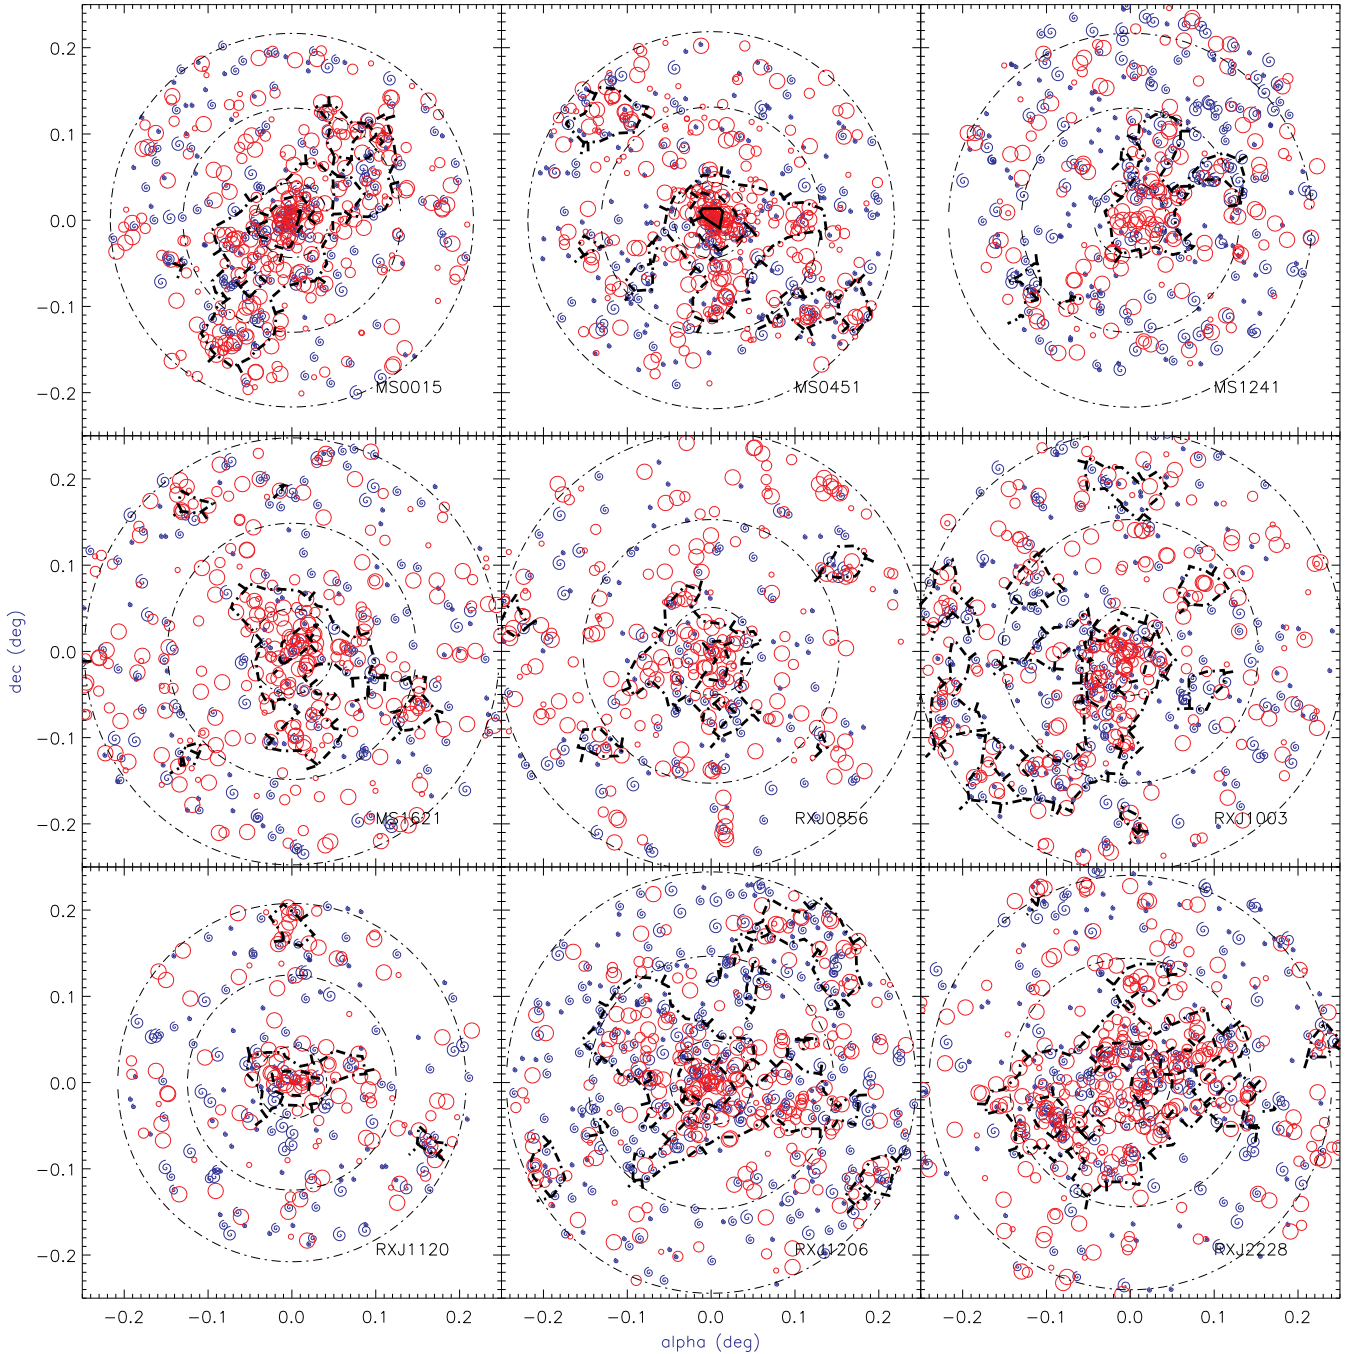 0.2
0.1
0.0
−0.1
−0.2
MS0015
MS0451
MS1241
0.2
0.1
0.0
−0.1
−0.2
dec (deg)
MS1621
RXJ0856
RXJ1003
0.2
0.1
0.0
−0.1
−0.2
RXJ1120
RXJ1206
RXJ2228
−0.2 −0.1 0.0 0.1 0.2 −0.2 −0.1 0.0 0.1 0.2 −0.2 −0.1 0.0 0.1 0.2
alpha (deg)